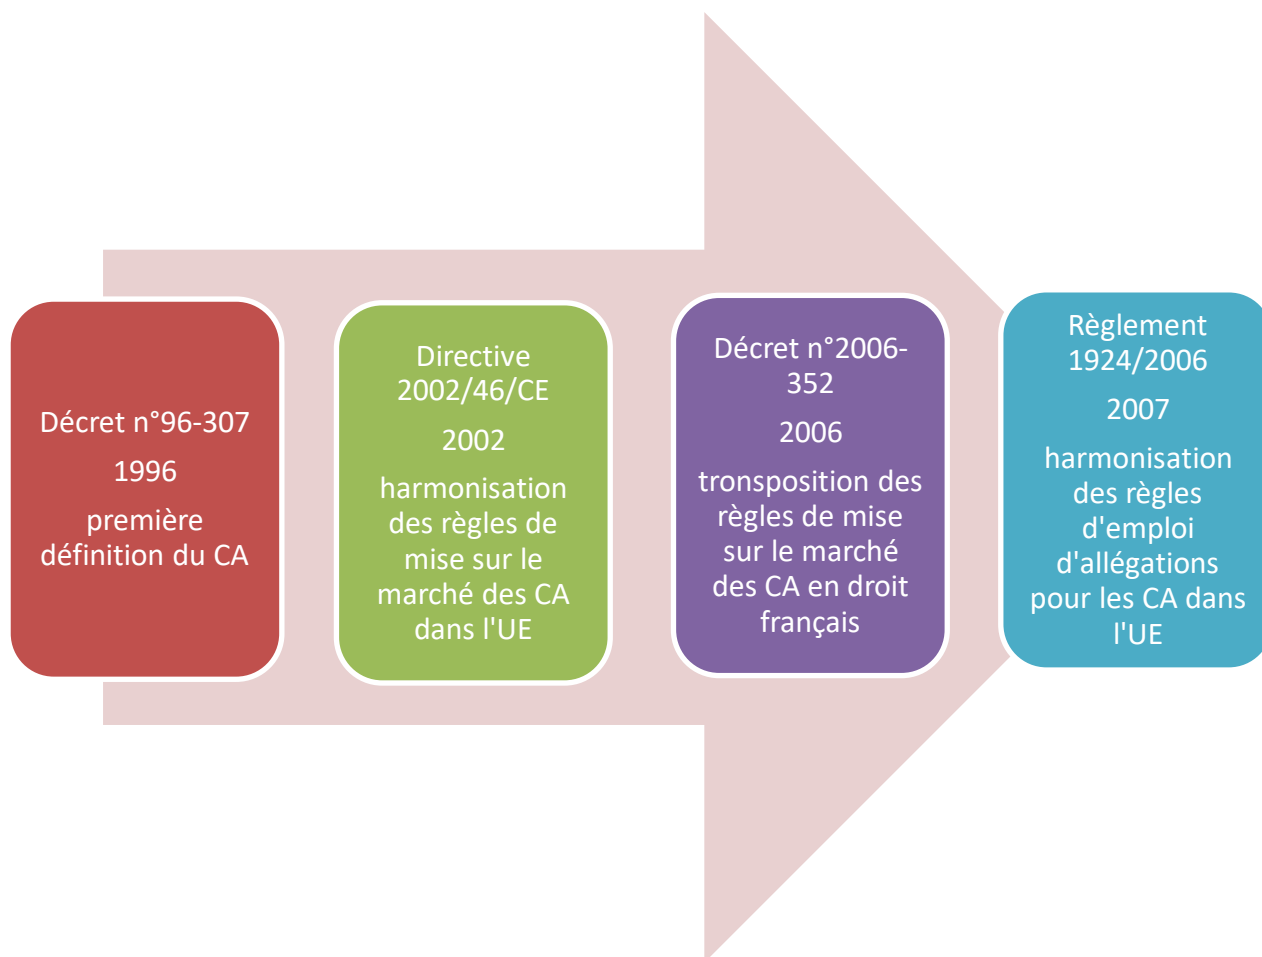 Décret n°96-307
1996
première
définition du CA
Directive
2002/46/CE
2002
harmonisation
des règles de
mise sur le
marché des CA
dans l'UE
Décret n°2006-
352
2006
tronsposition des
règles de mise
sur le marché
des CA en droit
français
Règlement
1924/2006
2007
harmonisation
des règles
d'emploi
d'allégations
pour les CA dans
l'UE